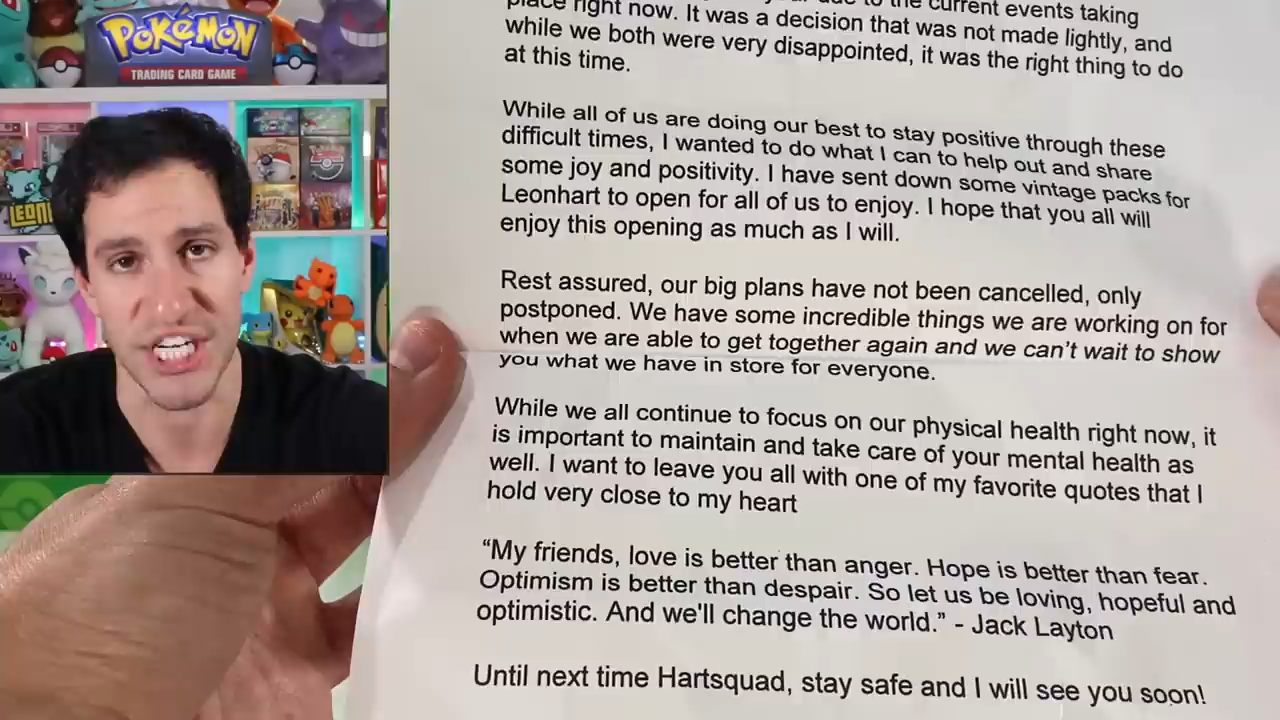 POKéMON
TRADING CARD GAME
LEON
the current events taking
place right now. It was a decision that was not made lightly, and
while we both were very disappointed, it was the right thing to do
at this time.
While all of us are doing our best to stay positive through these
difficult times, I wanted to do what I can to help out and share
some joy and positivity. I have sent down some vintage packs for
Leonhart to open for all of us to enjoy. I hope that you all will
enjoy this opening as much as I will.
Rest assured, our big plans have not been cancelled, only
postponed. We have some incredible things we are working on for
when we are able to get together again and we can't wait to show
you what we have in store for everyone.
While we all continue to focus on our physical health right now, it
is important to maintain and take care of your mental health as
well. I want to leave you all with one of my favorite quotes that I
hold very close to my heart
“My friends, love is better than anger. Hope is better than fear.
Optimism is better than despair. So let us be loving, hopeful and
optimistic. And we'll change the world.” - Jack Layton
Until next time Hartsquad, stay safe and I will see you soon!